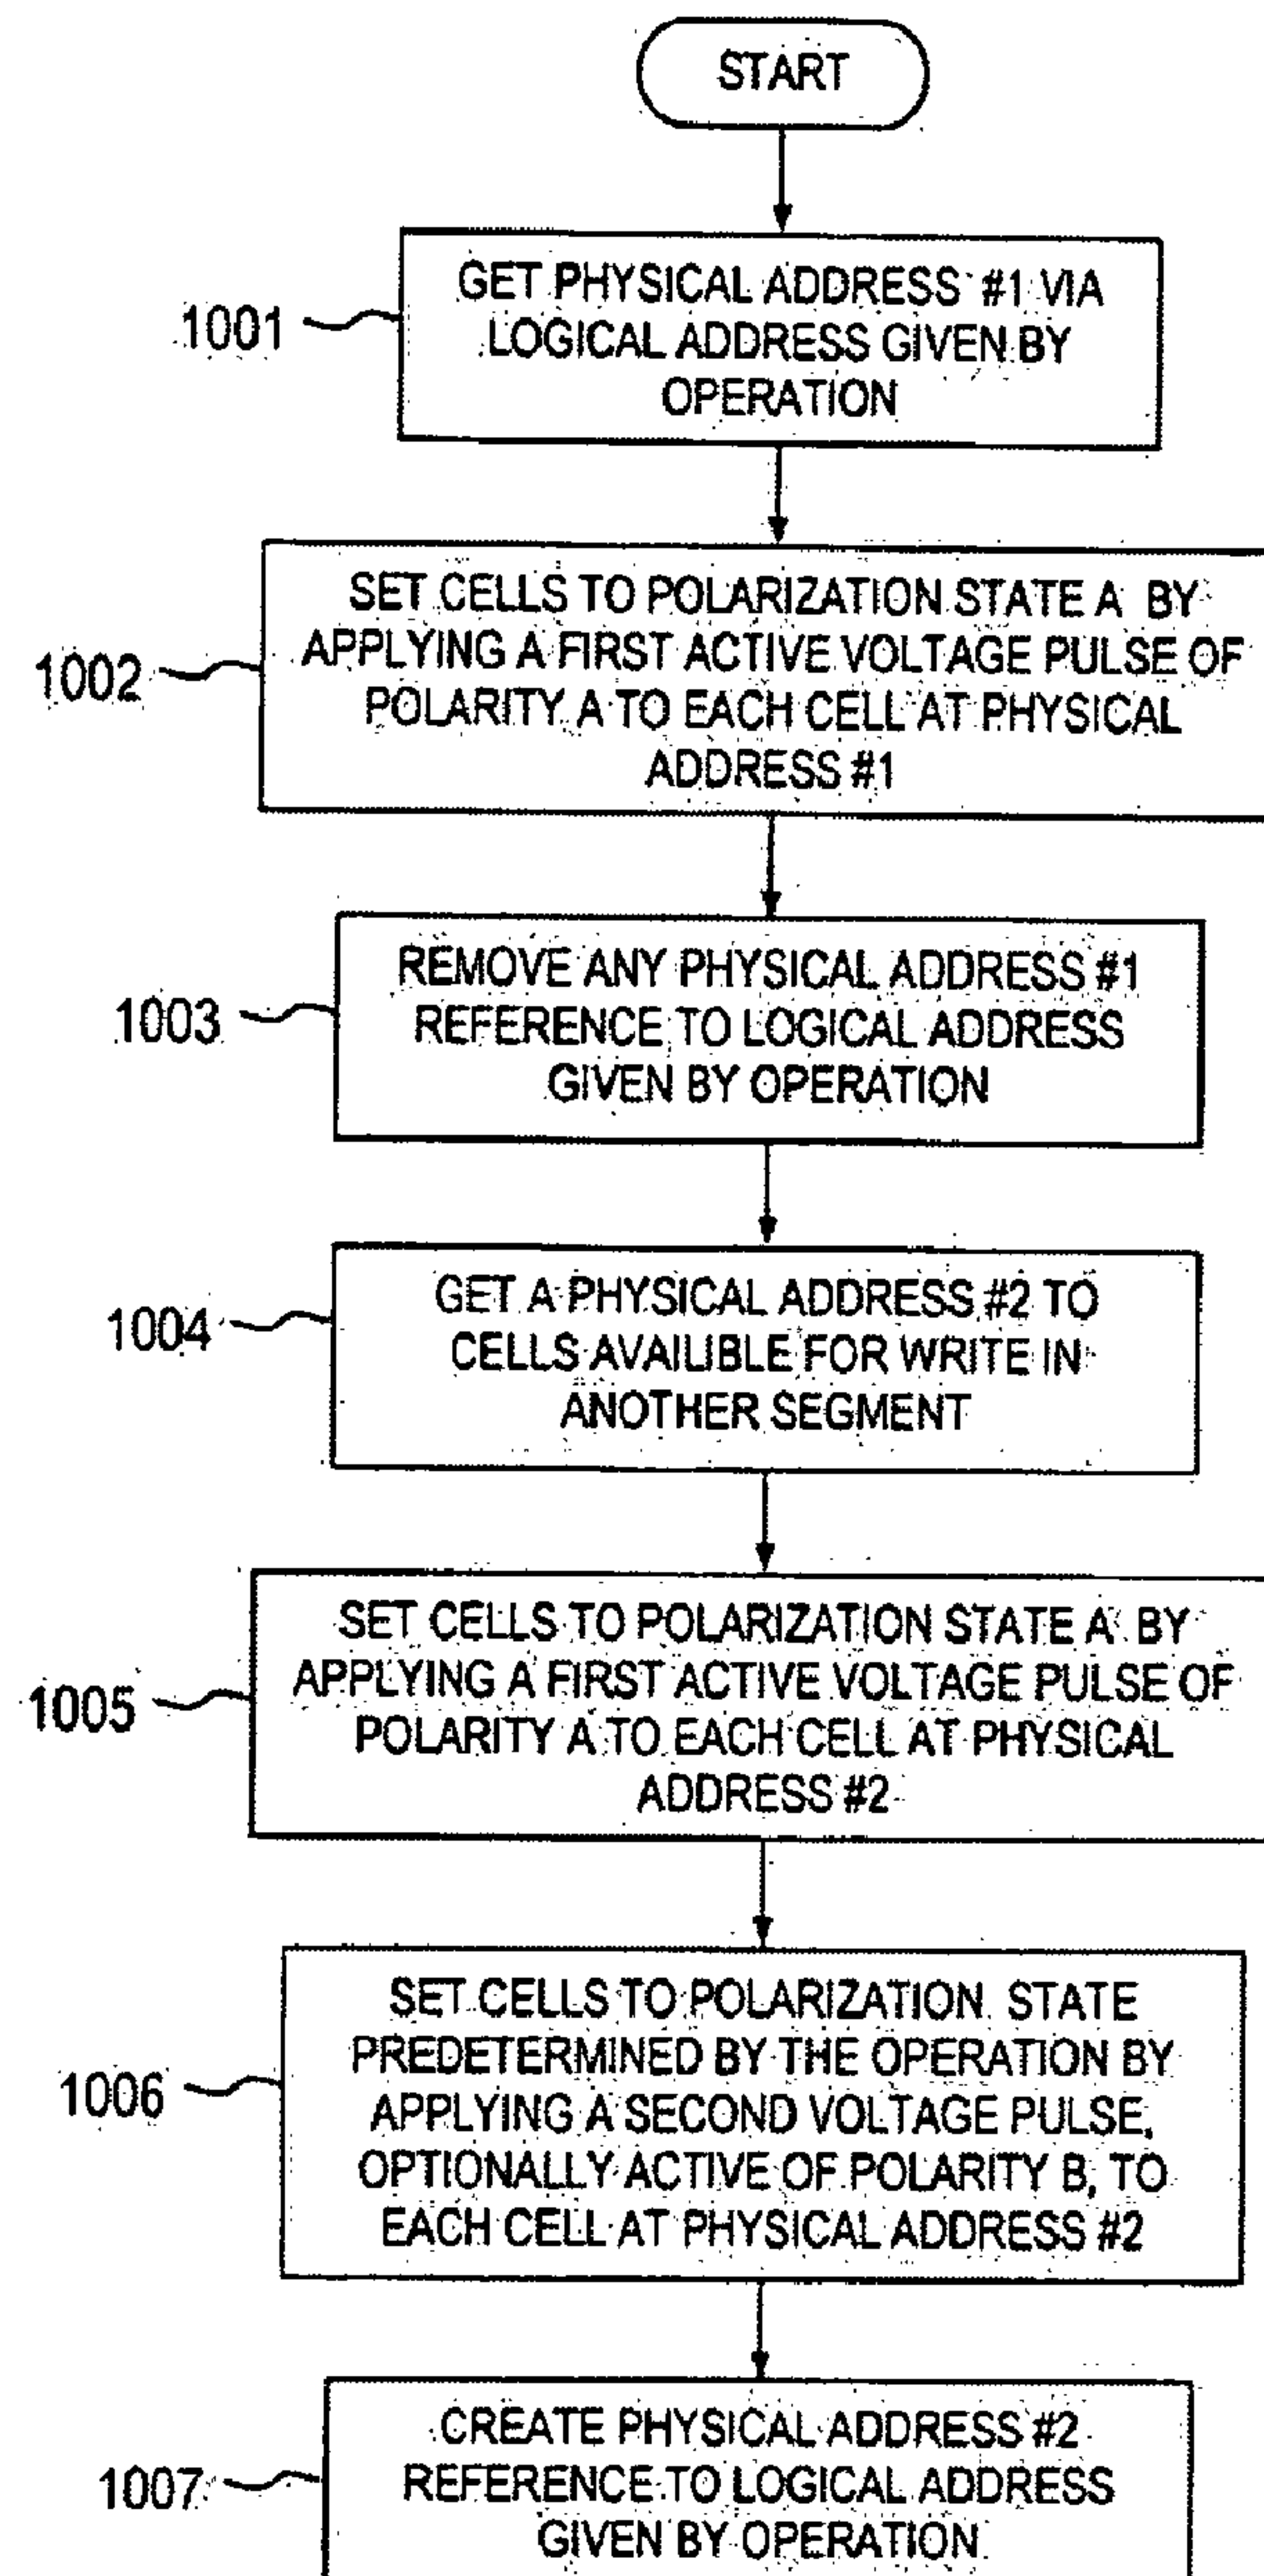 START
1001
GET PHYSICAL ADDRESS #1 VIA
LOGICAL ADDRESS GIVEN BY
OPERATION
1002
SET CELLS TO POLARIZATION STATE A BY
APPLYING A FIRST ACTIVE VOLTAGE PULSE OF
POLARITY A TO EACH CELL AT PHYSICAL
ADDRESS #1
1003
REMOVE ANY PHYSICAL ADDRESS #1
REFERENCE TO LOGICAL ADDRESS
GIVEN BY OPERATION
1004
GET A PHYSICAL ADDRESS #2 TO
CELLS AVAILIBLE FOR WRITE IN
ANOTHER SEGMENT
1005
SET CELLS TO POLARIZATION STATE A BY
APPLYING A FIRST ACTIVE VOLTAGE PULSE OF
POLARITY A TO EACH CELL AT PHYSICAL
ADDRESS #2
1006
SET CELLS TO POLARIZATION STATE
PREDETERMINED BY THE OPERATION BY
APPLYING A SECOND VOLTAGE PULSE,
OPTIONALLY ACTIVE OF POLARITY B, TO
EACH CELL AT PHYSICAL ADDRESS #2
1007
CREATE PHYSICAL ADDRESS #2
REFERENCE TO LOGICAL ADDRESS
GIVEN BY OPERATION